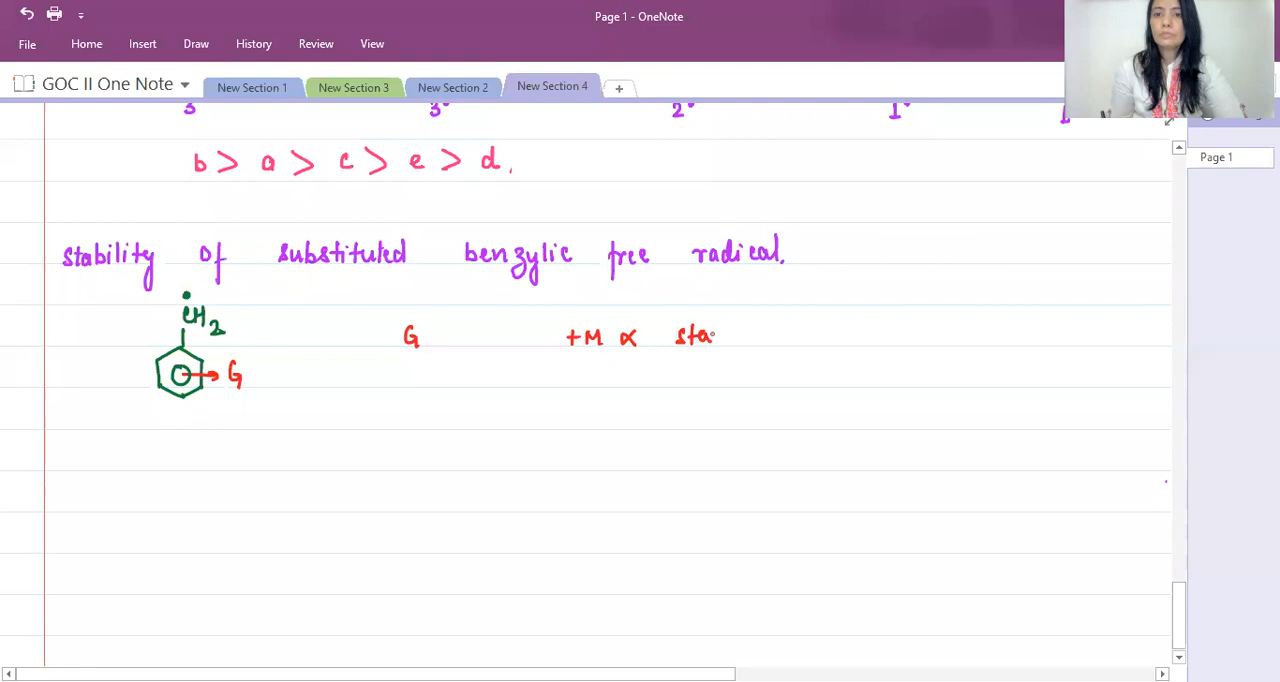 Page 1 - OneNote
File Home Insert Draw History Review View
GOC II One Note New Section 1 New Section 3 New Section 2 New Section 4 +
Page 1
3 3° 2° 1°
b > a > c > e > d.
stability of substituted benzylic free radical.
ĊH2
G +M ∝ sta
G